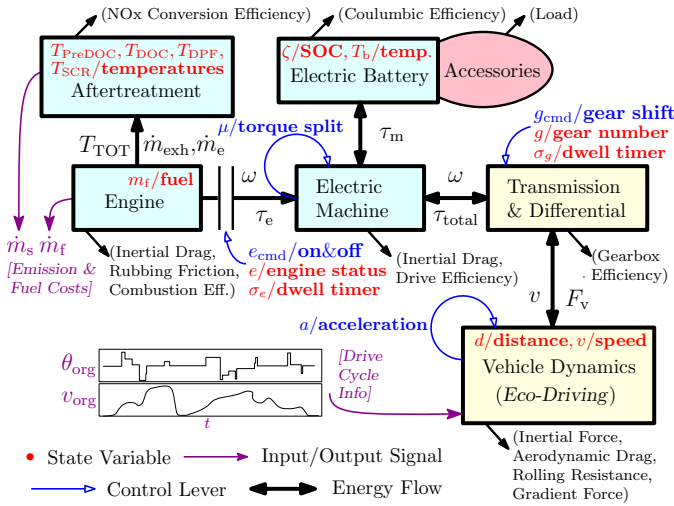 (NOx Conversion Efficiency)
(Coulumbic Efficiency)
(Load)
T_PreDOC, T_DOC, T_DPF,
T_SCR/temperatures
Aftertreatment
ζ/SOC, T_b/temp.
Electric Battery
Accessories
T_TOT
ṁ_exh, ṁ_e
μ/torque split
τ_m
g_cmd/gear shift
g/gear number
σ_g/dwell timer
m_f/fuel
Engine
ω
τ_e
Electric
Machine
ω
τ_total
Transmission
& Differential
ṁ_s ṁ_f
[Emission &
Fuel Costs]
(Inertial Drag,
Rubbing Friction,
Combustion Eff.)
e_cmd/on&off
e/engine status
σ_e/dwell timer
(Inertial Drag,
Drive Efficiency)
(Gearbox
Efficiency)
v
F_v
a/acceleration
d/distance, v/speed
Vehicle Dynamics
(Eco-Driving)
θ_org
v_org
t
[Drive
Cycle
Info]
(Inertial Force,
Aerodynamic Drag,
Rolling Resistance,
Gradient Force)
State Variable
Input/Output Signal
Control Lever
Energy Flow